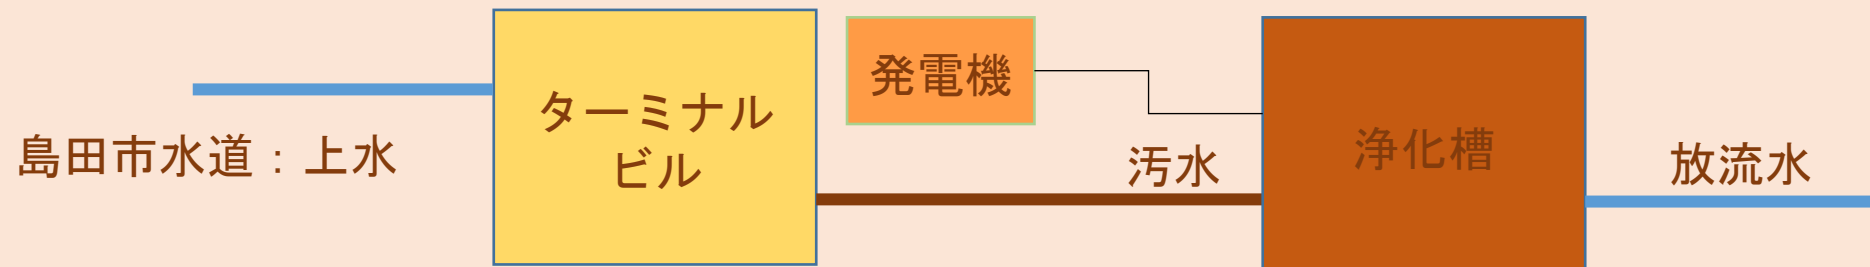 島田市水道：上水
ターミナル
ビル
発電機
汚水
浄化槽
放流水